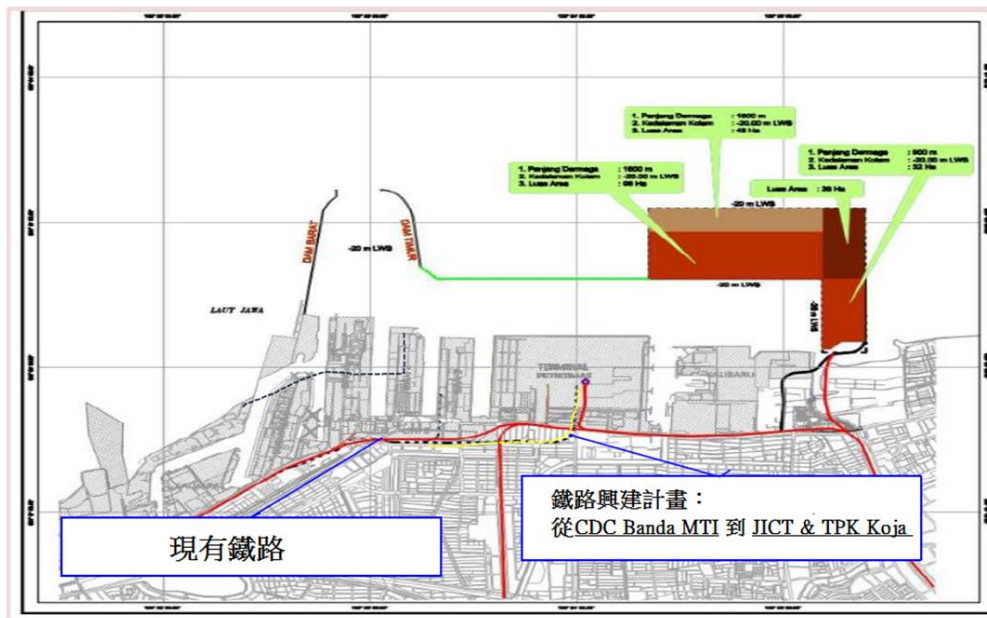 1. Panjang Dermaga : 1600 m
2. Kedalaman Kolam : -20.00 m LWS
3. Luas Area : 48 Ha
1. Panjang Dermaga : 800 m
2. Kedalaman Kolam : -20.00 m LWS
3. Luas Area : 32 Ha
1. Panjang Dermaga : 1600 m
2. Kedalaman Kolam : -20.00 m LWS
3. Luas Area : 96 Ha
Luas Area : 36 Ha
-20 m LWS
DAM BARAT
-20 m LWS
DAM TIMUR
-20 m LWS
LAUT JAWA
TERMINAL
PETIKEMAS
KALIBARU
現有鐵路
鐵路興建計畫：
從CDC Banda MTI 到 JICT & TPK Koja